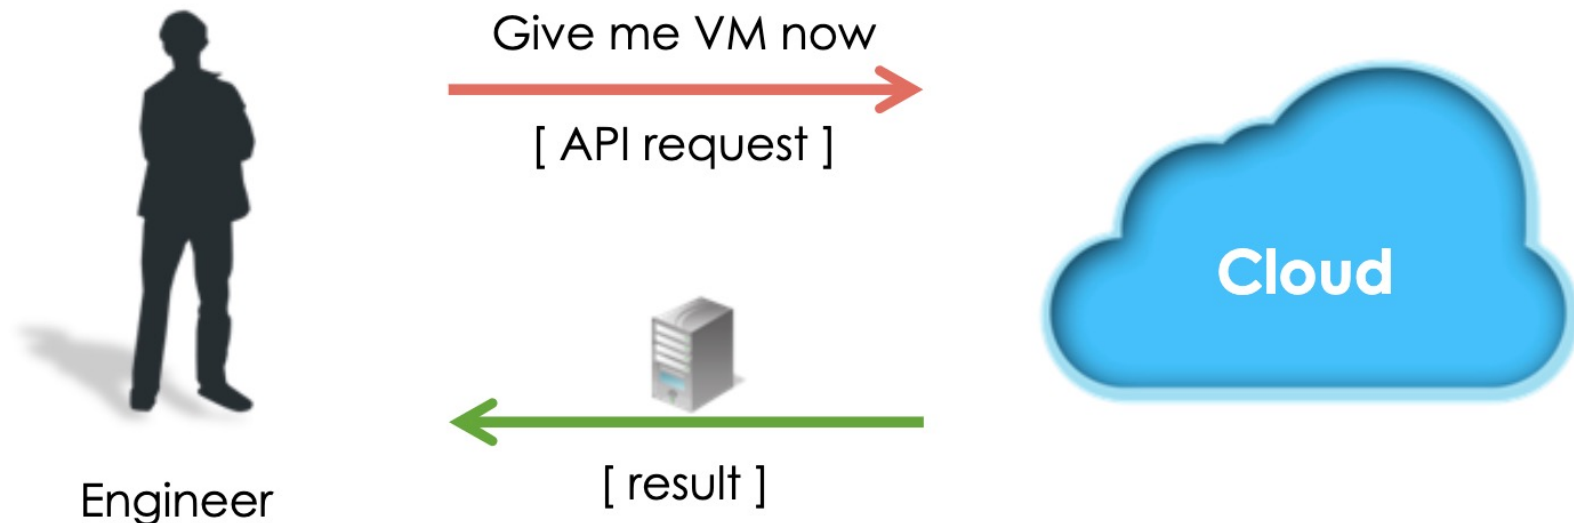 Give me VM now
[ API request ]
Cloud
[ result ]
Engineer